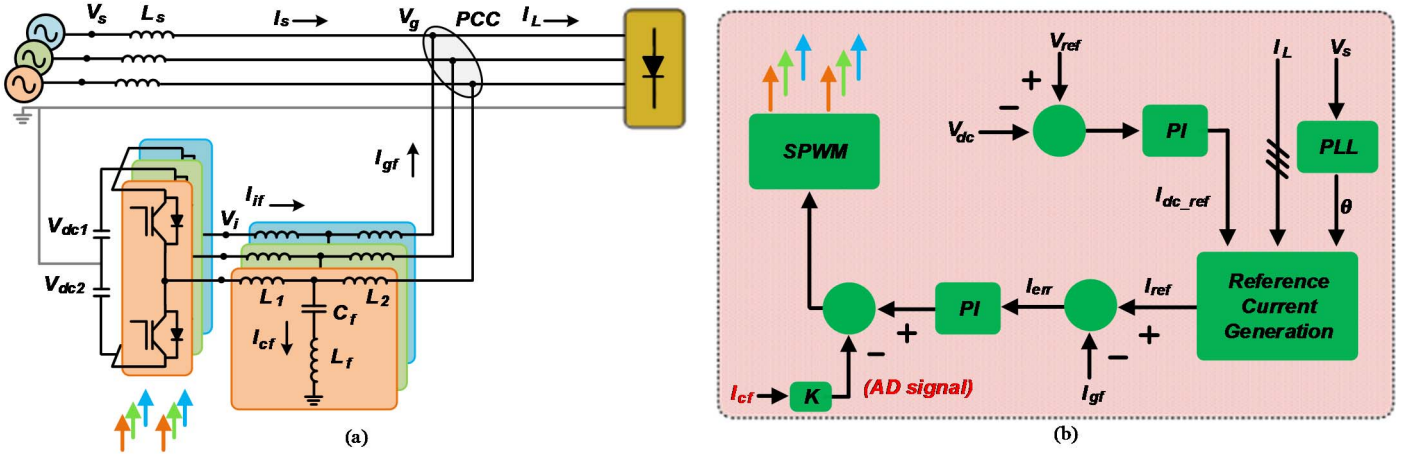 Vs Ls Is Vg PCC IL
Igf
Iif
Vdc1
Vi
Vdc2
L1 L2
Cf
Icf
Lf
(a)
Vref IL Vs
+
−
Vdc PI PLL
SPWM
Idc_ref θ
Reference
Current
Generation
PI Ierr Iref
+ +
− −
Icf K (AD signal) Igf
(b)